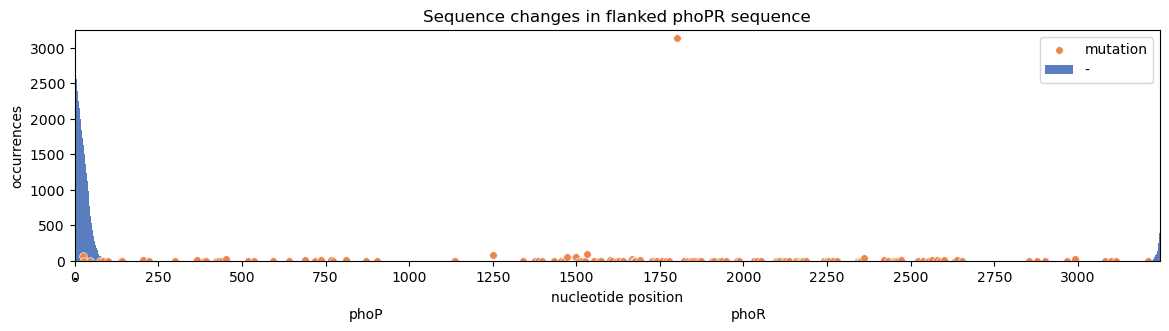 Sequence changes in flanked phoPR sequence
3000
2500
2000
1500
1000
500
0
occurrences
mutation
-
0 250 500 750 1000 1250 1500 1750 2000 2250 2500 2750 3000
nucleotide position
phoP phoR